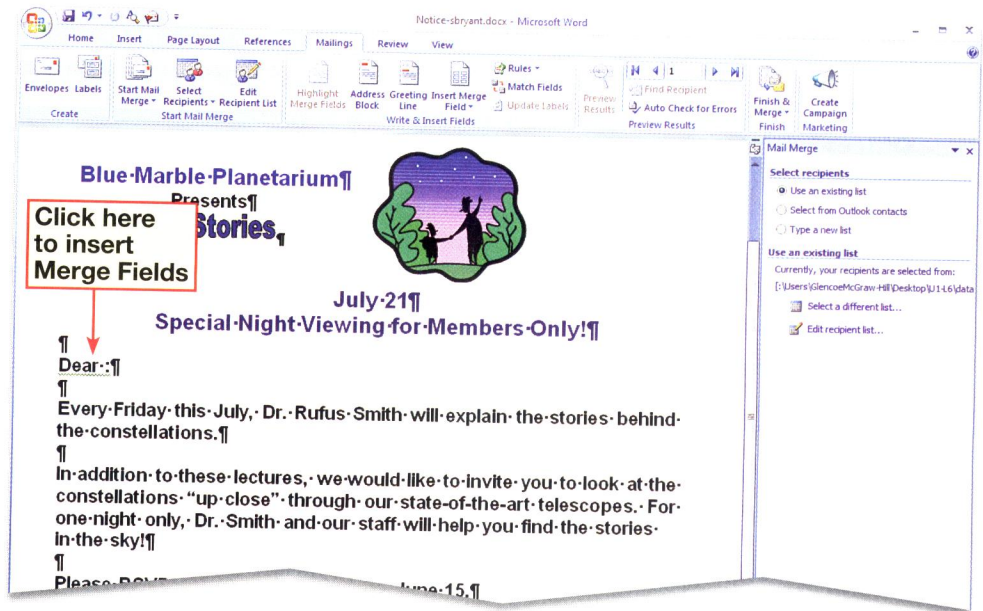 Notice-sbryant.docx - Microsoft Word
Home Insert Page Layout References Mailings Review View
Envelopes Labels
Create
Start Mail Merge
Select Recipients
Edit Recipient List
Start Mail Merge
Highlight Merge Fields
Address Block
Greeting Line
Insert Merge Field
Rules
Match Fields
Update Labels
Write & Insert Fields
Preview Results
1
Find Recipient
Auto Check for Errors
Preview Results
Finish & Merge
Finish
Create Campaign
Marketing
Blue·Marble·Planetarium¶
Presents¶
Stories¶
Click here
to insert
Merge Fields
July·21¶
Special·Night·Viewing·for·Members·Only!¶
¶
Dear·:¶
¶
Every·Friday·this·July,·Dr.·Rufus·Smith·will·explain·the·stories·behind·
the·constellations.¶
¶
In·addition·to·these·lectures,·we·would·like·to·invite·you·to·look·at·the·
constellations·“up·close”·through·our·state-of-the-art·telescopes.·For·
one·night·only,·Dr.·Smith·and·our·staff·will·help·you·find·the·stories·
in·the·sky!¶
¶
Please·RSVP
June·15.¶
Mail Merge
Select recipients
Use an existing list
Select from Outlook contacts
Type a new list
Use an existing list
Currently, your recipients are selected from:
[:\Users\GlencoeMcGraw-Hill\Desktop\U1-L6\data
Select a different list...
Edit recipient list...